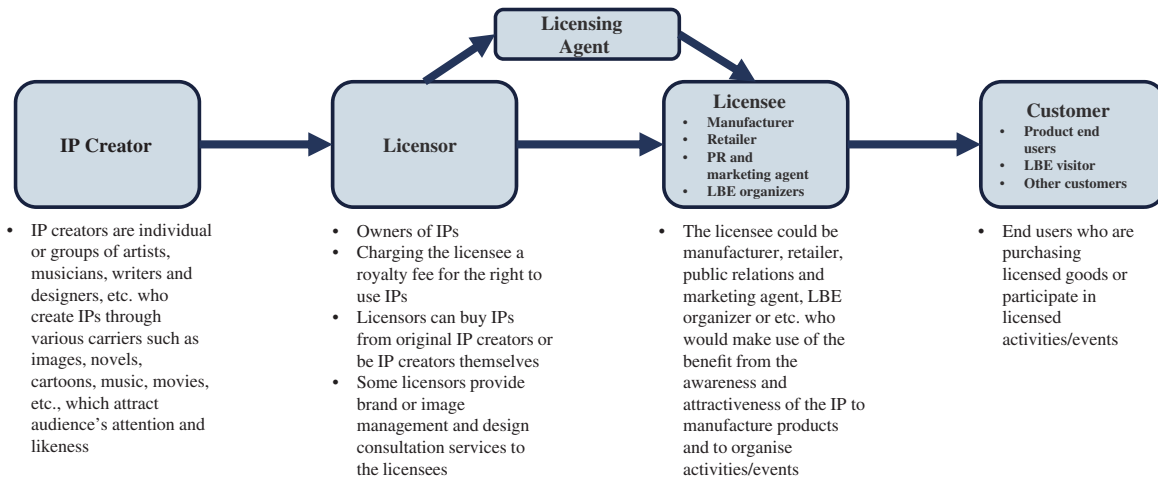 Licensing
Agent
IP Creator
Licensor
Licensee
• Manufacturer
• Retailer
• PR and
marketing agent
• LBE organizers
Customer
• Product end
users
• LBE visitor
• Other customers
• IP creators are individual
or groups of artists,
musicians, writers and
designers, etc. who
create IPs through
various carriers such as
images, novels,
cartoons, music, movies,
etc., which attract
audience's attention and
likeness
• Owners of IPs
• Charging the licensee a
royalty fee for the right to
use IPs
• Licensors can buy IPs
from original IP creators or
be IP creators themselves
• Some licensors provide
brand or image
management and design
consultation services to
the licensees
• The licensee could be
manufacturer, retailer,
public relations and
marketing agent, LBE
organizer or etc. who
would make use of the
benefit from the
awareness and
attractiveness of the IP to
manufacture products
and to organise
activities/events
• End users who are
purchasing
licensed goods or
participate in
licensed
activities/events